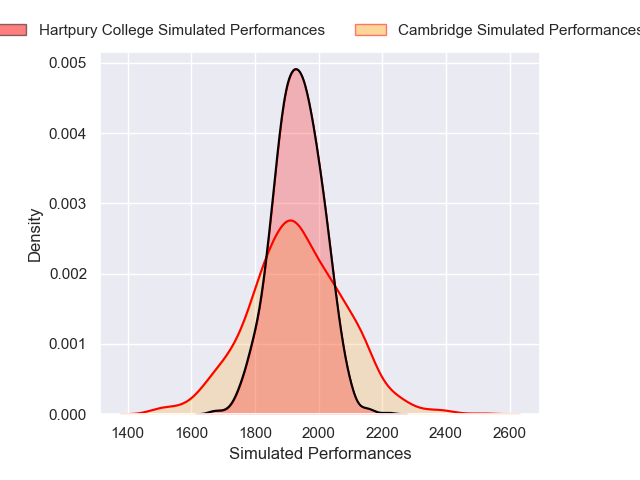 Hartpury College Simulated Performances Cambridge Simulated Performances
0.005
0.004
0.003
0.002
0.001
0.000
Density
1400 1600 1800 2000 2200 2400 2600
Simulated Performances